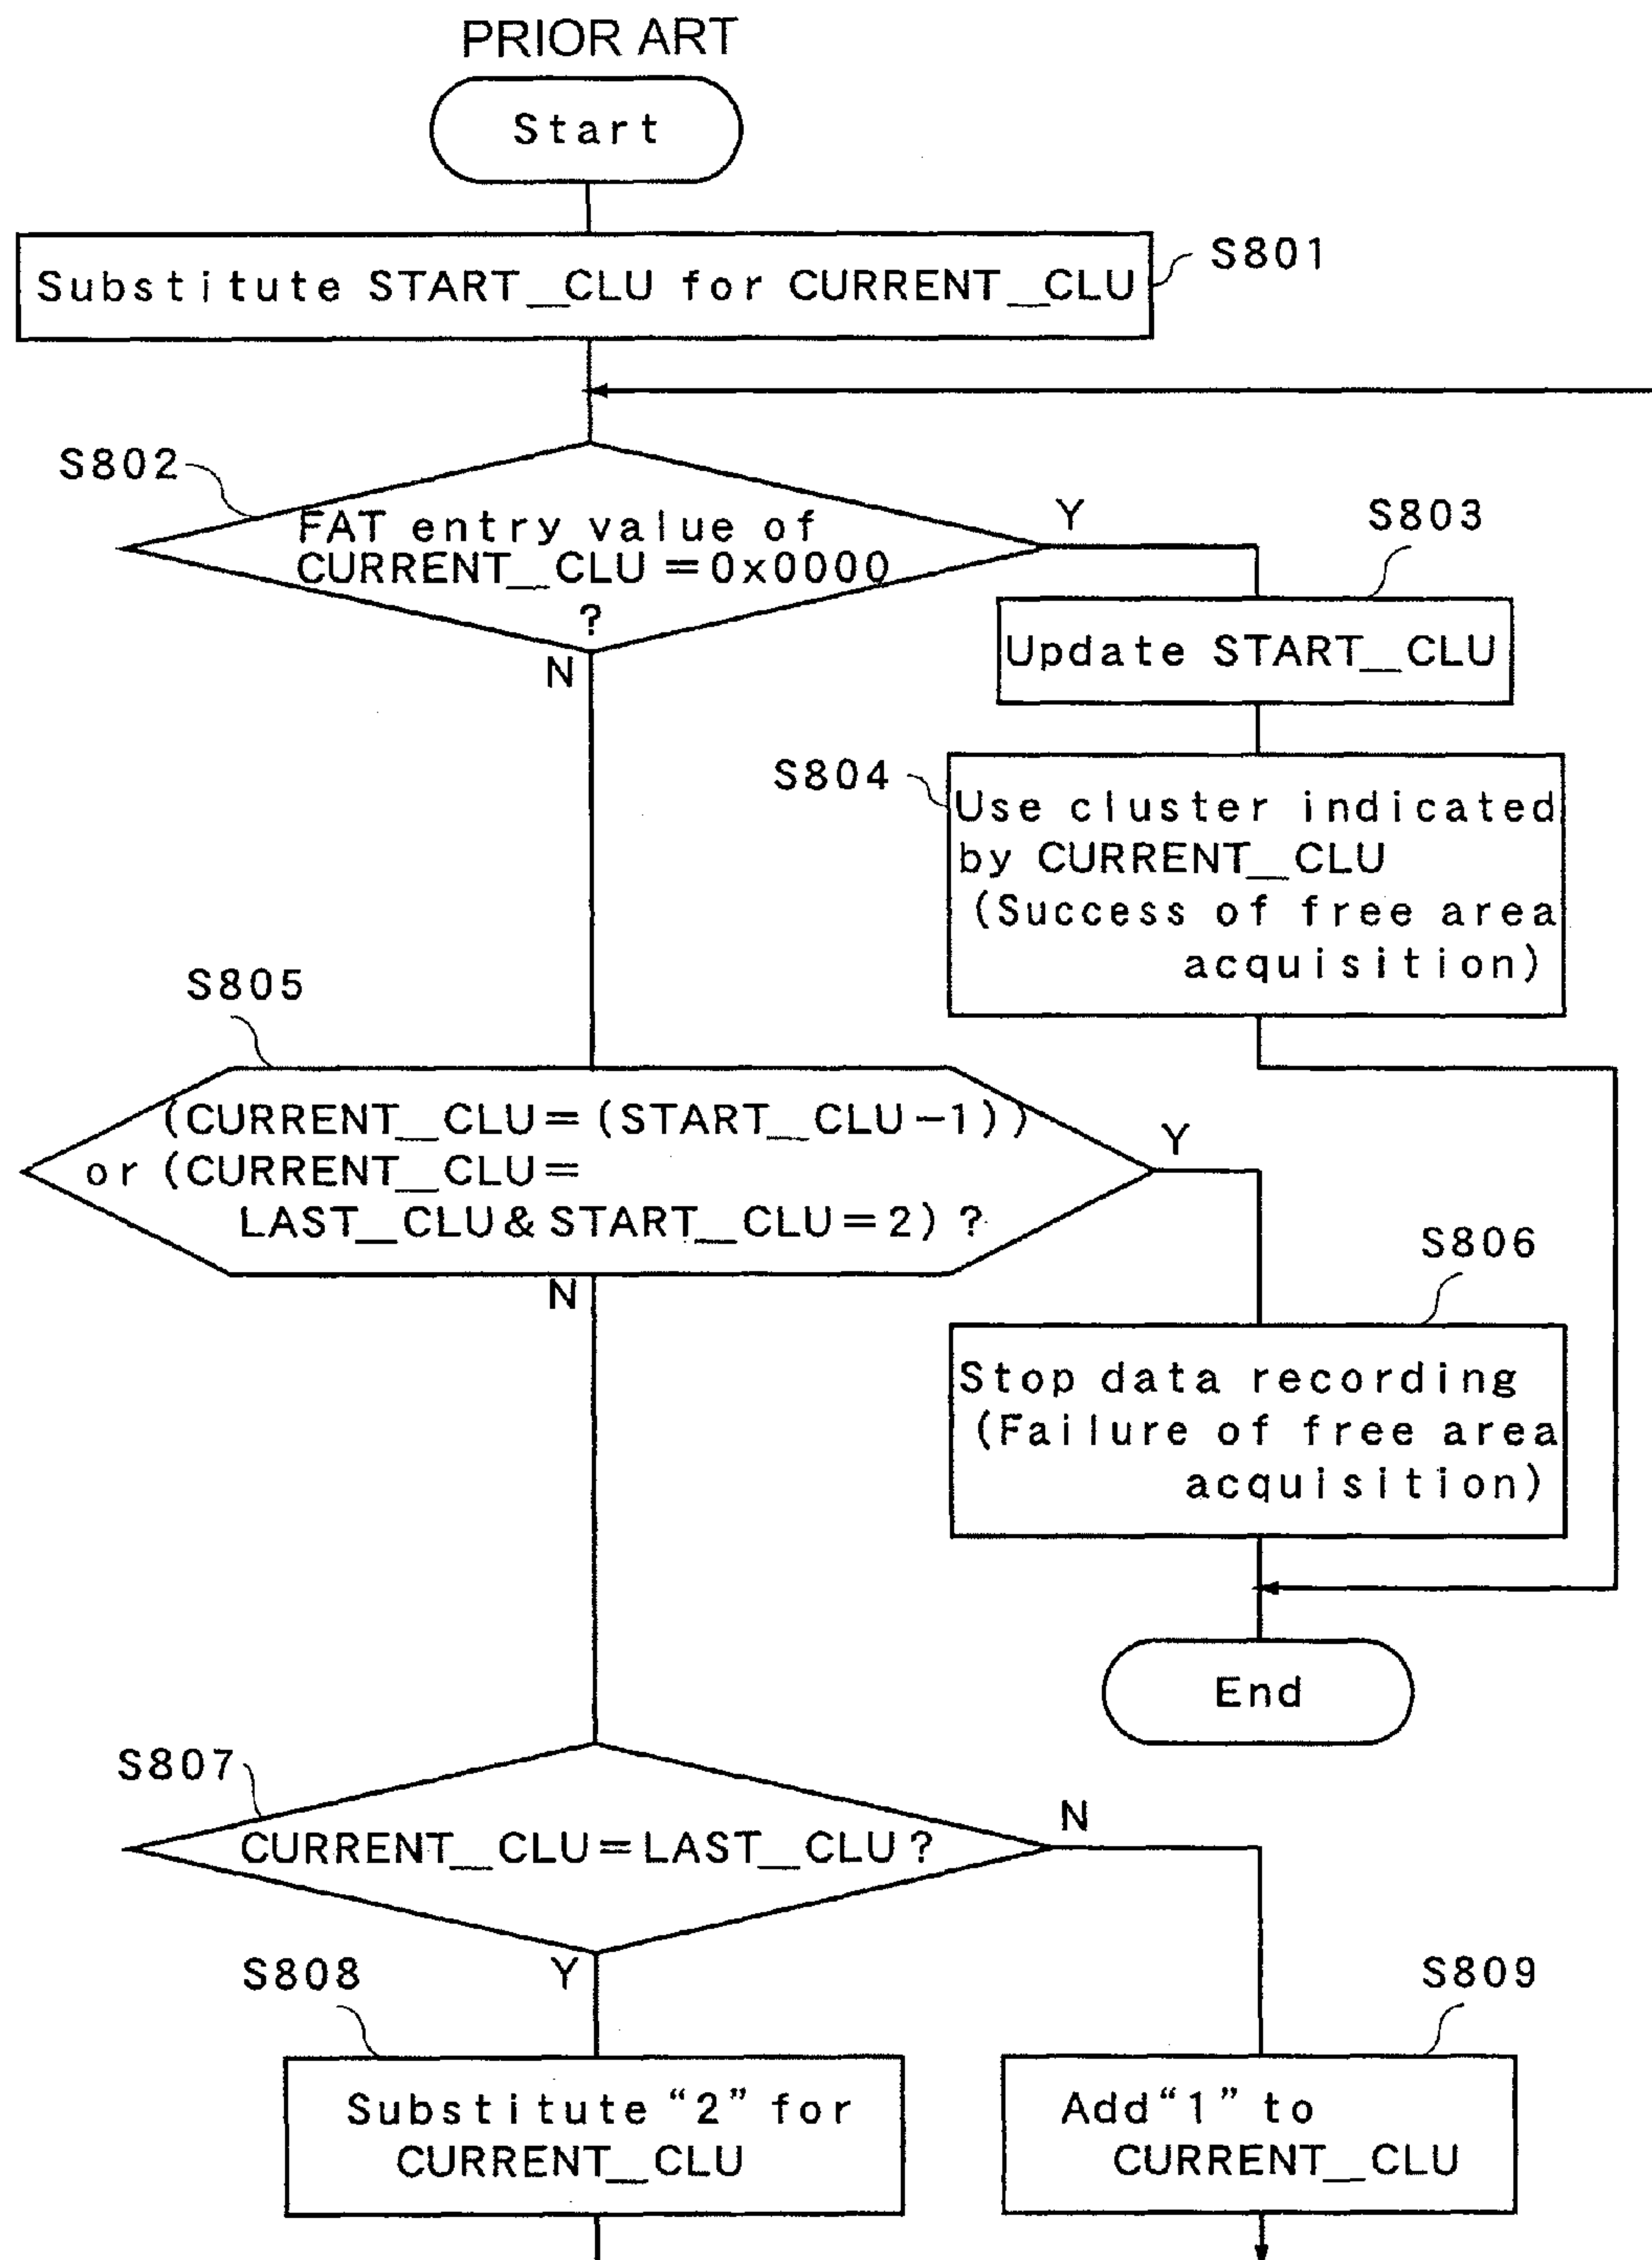 PRIOR ART
Start
Substitute START_CLU for CURRENT_CLU
S801
S802
FAT entry value of
CURRENT_CLU=0x0000
?
Y
N
S803
Update START_CLU
S804
Use cluster indicated
by CURRENT_CLU
(Success of free area
acquisition)
S805
(CURRENT_CLU=(START_CLU-1))
or (CURRENT_CLU=
LAST_CLU&START_CLU=2)?
Y
N
S806
Stop data recording
(Failure of free area
acquisition)
End
S807
CURRENT_CLU=LAST_CLU?
N
Y
S808
Substitute “2” for
CURRENT_CLU
S809
Add “1” to
CURRENT_CLU